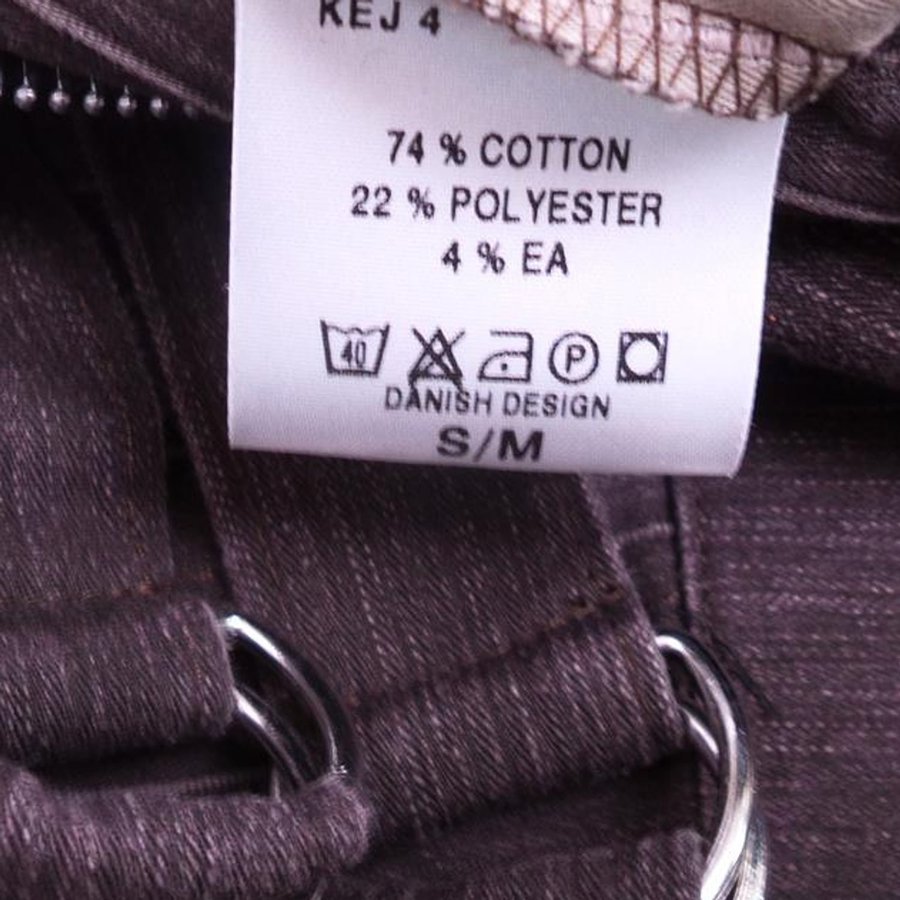 KEJ 4
74 % COTTON
22 % POLYESTER
4 % EA
40 P
DANISH DESIGN
S/M